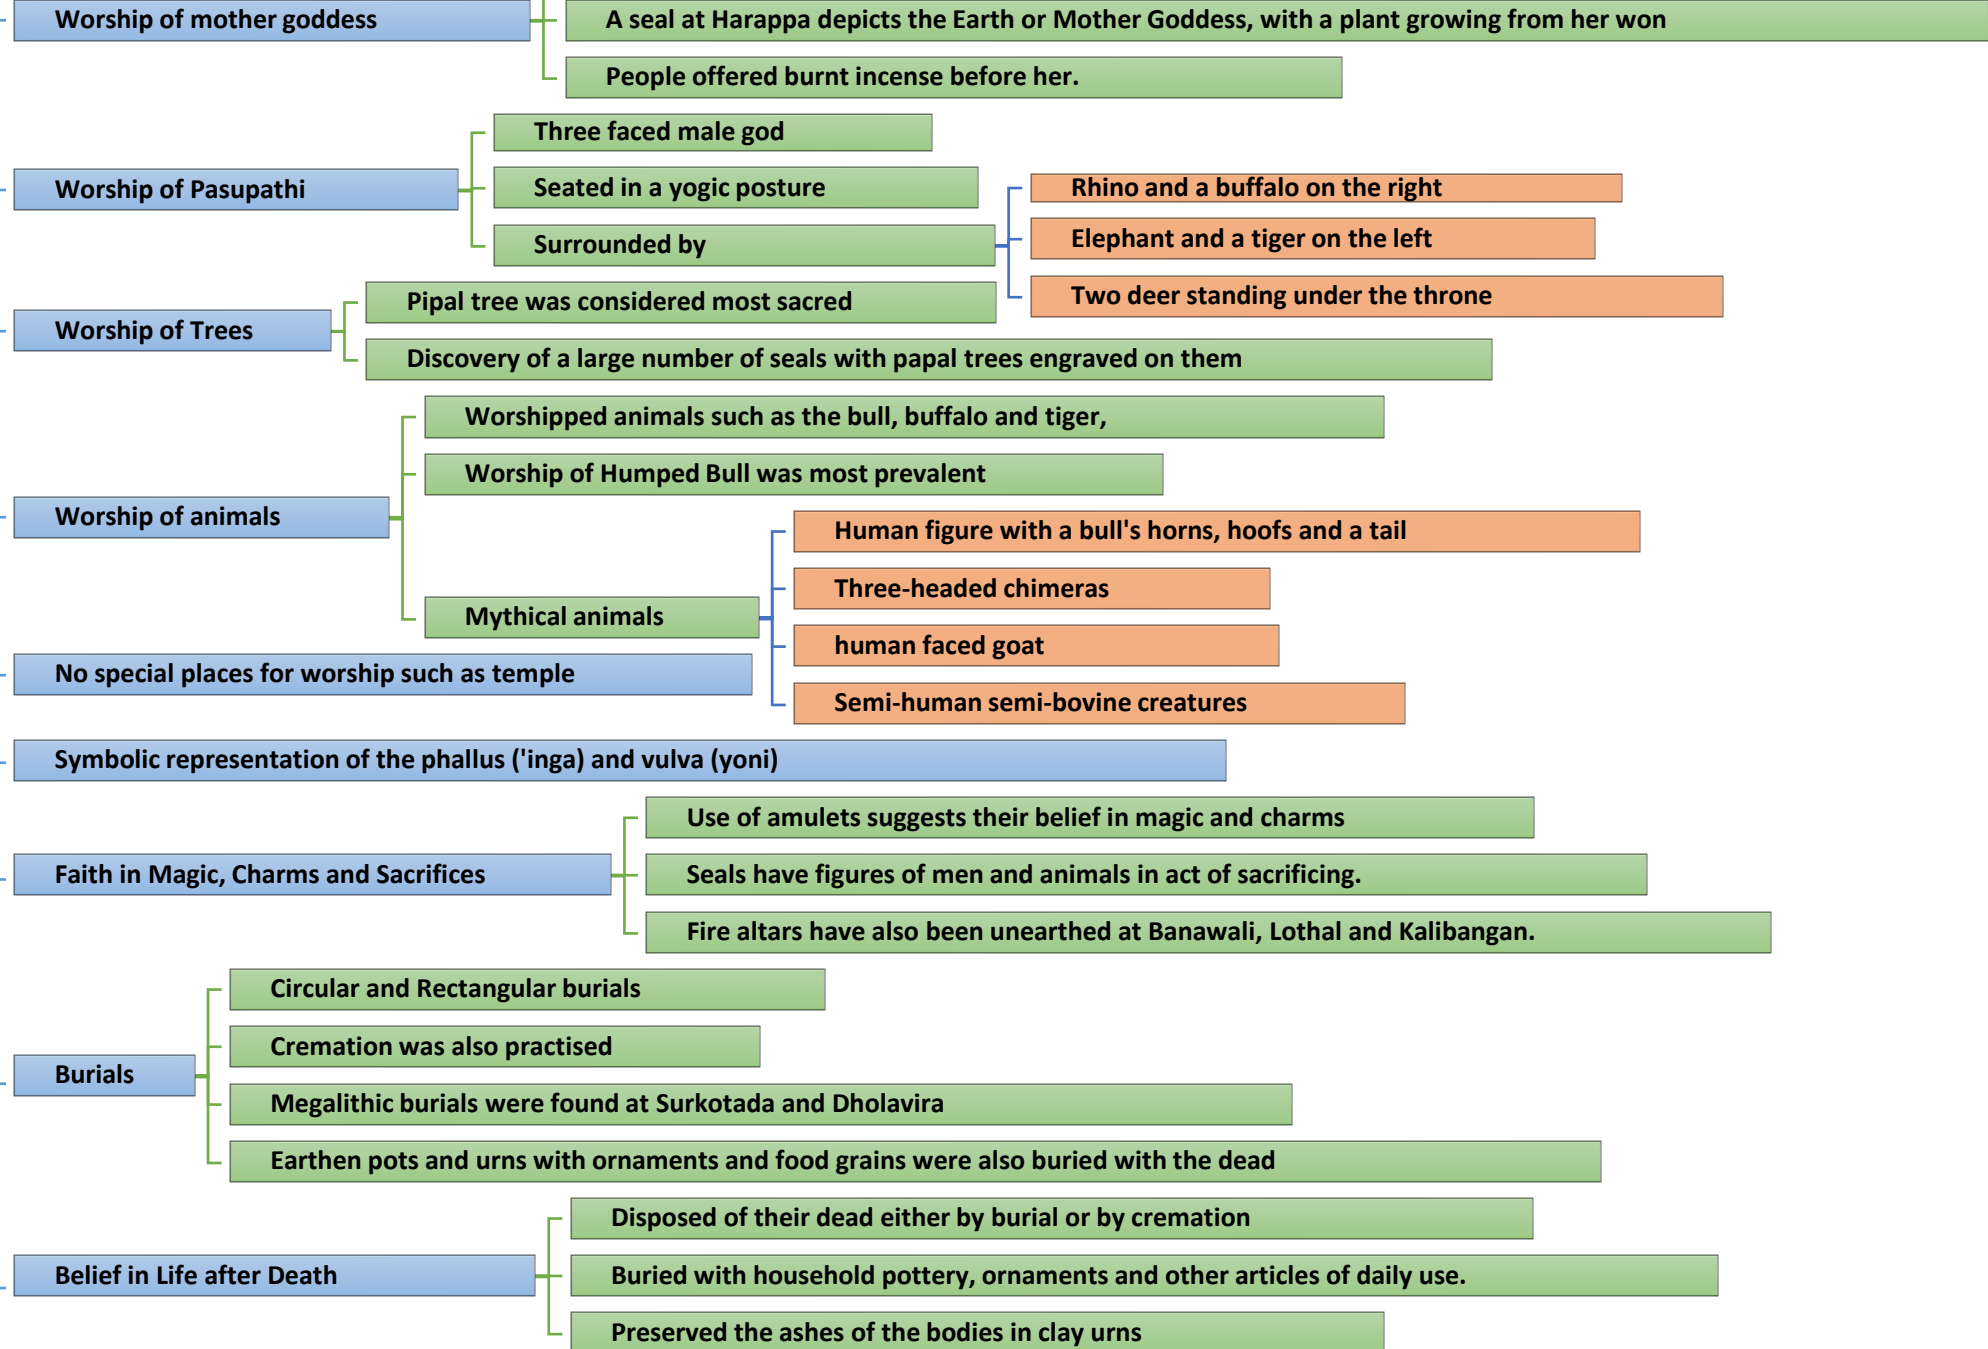 Worship of mother goddess
A seal at Harappa depicts the Earth or Mother Goddess, with a plant growing from her won
People offered burnt incense before her.
Worship of Pasupathi
Three faced male god
Seated in a yogic posture
Surrounded by
Rhino and a buffalo on the right
Elephant and a tiger on the left
Two deer standing under the throne
Worship of Trees
Pipal tree was considered most sacred
Discovery of a large number of seals with papal trees engraved on them
Worship of animals
Worshipped animals such as the bull, buffalo and tiger,
Worship of Humped Bull was most prevalent
Mythical animals
Human figure with a bull's horns, hoofs and a tail
Three-headed chimeras
human faced goat
Semi-human semi-bovine creatures
No special places for worship such as temple
Symbolic representation of the phallus ('inga) and vulva (yoni)
Faith in Magic, Charms and Sacrifices
Use of amulets suggests their belief in magic and charms
Seals have figures of men and animals in act of sacrificing.
Fire altars have also been unearthed at Banawali, Lothal and Kalibangan.
Burials
Circular and Rectangular burials
Cremation was also practised
Megalithic burials were found at Surkotada and Dholavira
Earthen pots and urns with ornaments and food grains were also buried with the dead
Belief in Life after Death
Disposed of their dead either by burial or by cremation
Buried with household pottery, ornaments and other articles of daily use.
Preserved the ashes of the bodies in clay urns